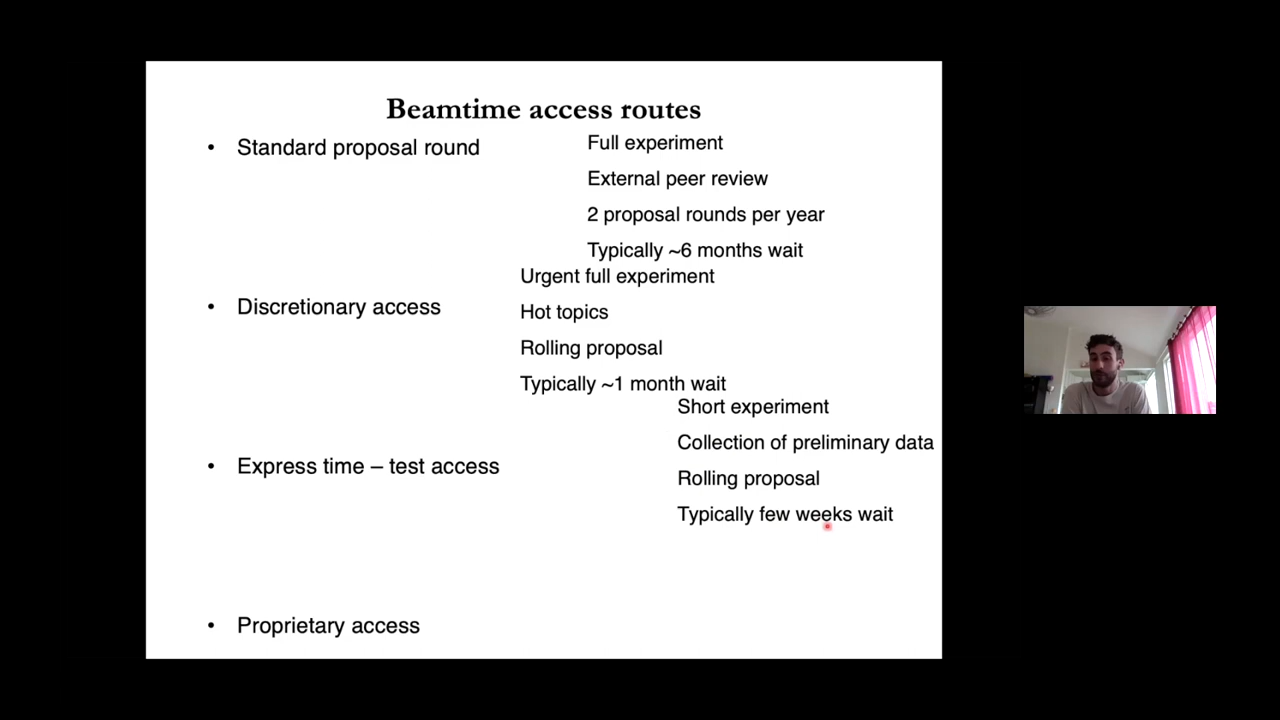 Beamtime access routes
• Standard proposal round
Full experiment
External peer review
2 proposal rounds per year
Typically ~6 months wait
• Discretionary access
Urgent full experiment
Hot topics
Rolling proposal
Typically ~1 month wait
• Express time – test access
Short experiment
Collection of preliminary data
Rolling proposal
Typically few weeks wait
• Proprietary access